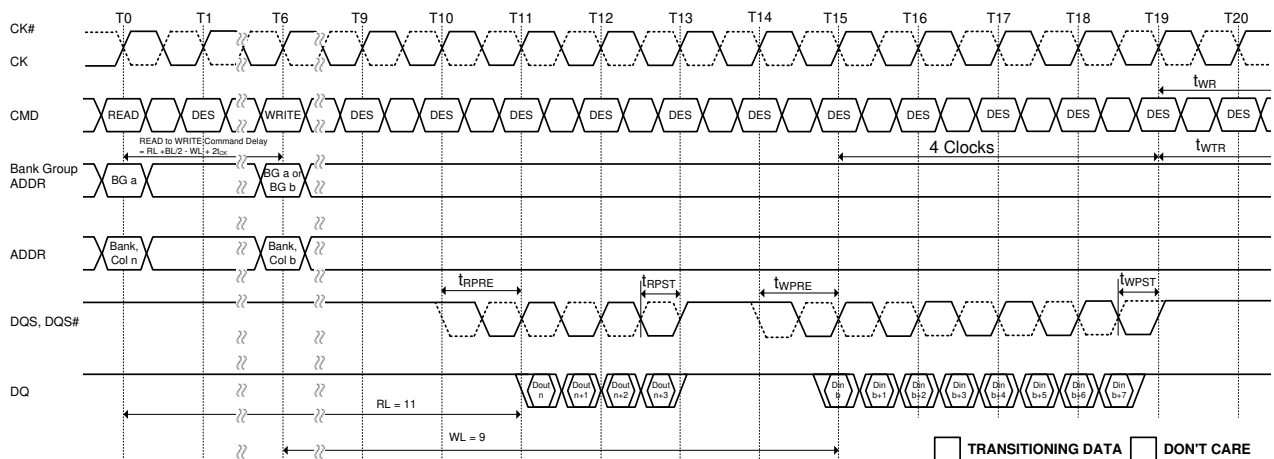 T0 T1 T6 T9 T10 T11 T12 T13 T14 T15 T16 T17 T18 T19 T20
CK#
CK
tWR
CMD READ DES WRITE DES DES DES DES DES DES DES DES DES DES DES DES
READ to WRITE Command Delay
= RL +BL/2 - WL + 2tCK
4 Clocks
tWTR
Bank Group
ADDR
BG a
BG a or
BG b
ADDR
Bank,
Col n
Bank,
Col b
tRPRE tRPST tWPRE tWPST
DQS, DQS#
DQ
Dout
n
Dout
n+1
Dout
n+2
Dout
n+3
Din
b
Din
b+1
Din
b+2
Din
b+3
Din
b+4
Din
b+5
Din
b+6
Din
b+7
RL = 11
WL = 9
TRANSITIONING DATA DON'T CARE